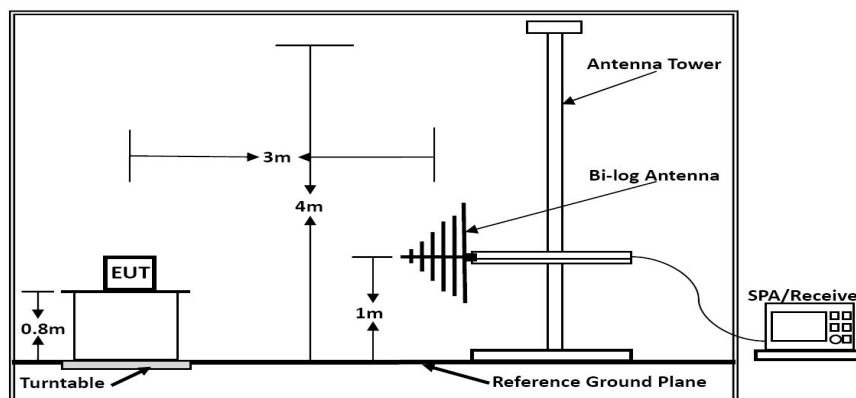 Antenna Tower
3m
Bi-log Antenna
4m
EUT
0.8m
1m
SPA/Receive
Turntable
Reference Ground Plane